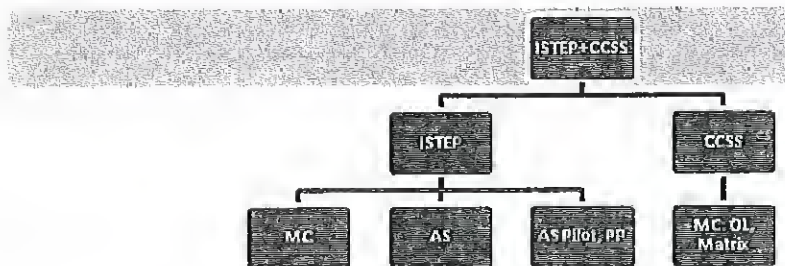 ISTEP+CCSS
ISTEP
CCSS
MC
AS
AS Pilot, PP
MC, OL,
Matrix